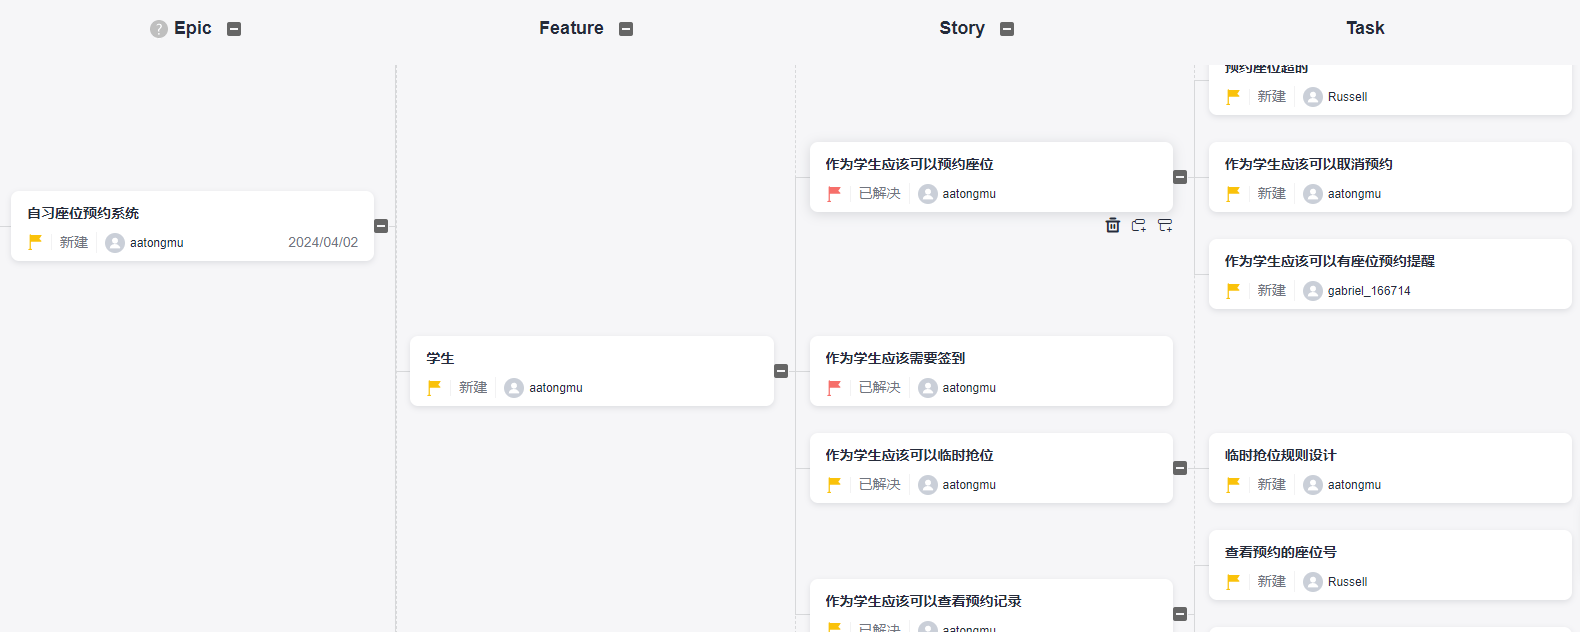 ? Epic
Feature
Story
Task
预约座位超时
新建 Russell
作为学生应该可以预约座位
已解决 aatongmu
作为学生应该可以取消预约
新建 aatongmu
自习座位预约系统
新建 aatongmu 2024/04/02
作为学生应该可以有座位预约提醒
新建 gabriel_166714
学生
新建 aatongmu
作为学生应该需要签到
已解决 aatongmu
作为学生应该可以临时抢位
已解决 aatongmu
临时抢位规则设计
新建 aatongmu
查看预约的座位号
新建 Russell
作为学生应该可以查看预约记录
已解决 aatongmu